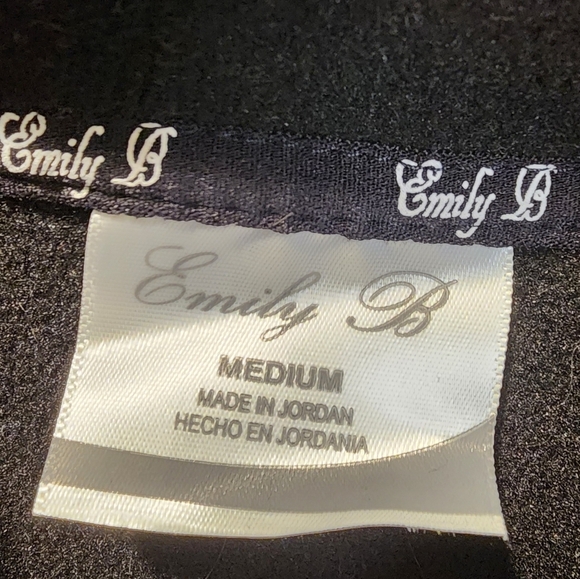 Emily B Emily B
Emily B
MEDIUM
MADE IN JORDAN
HECHO EN JORDANIA